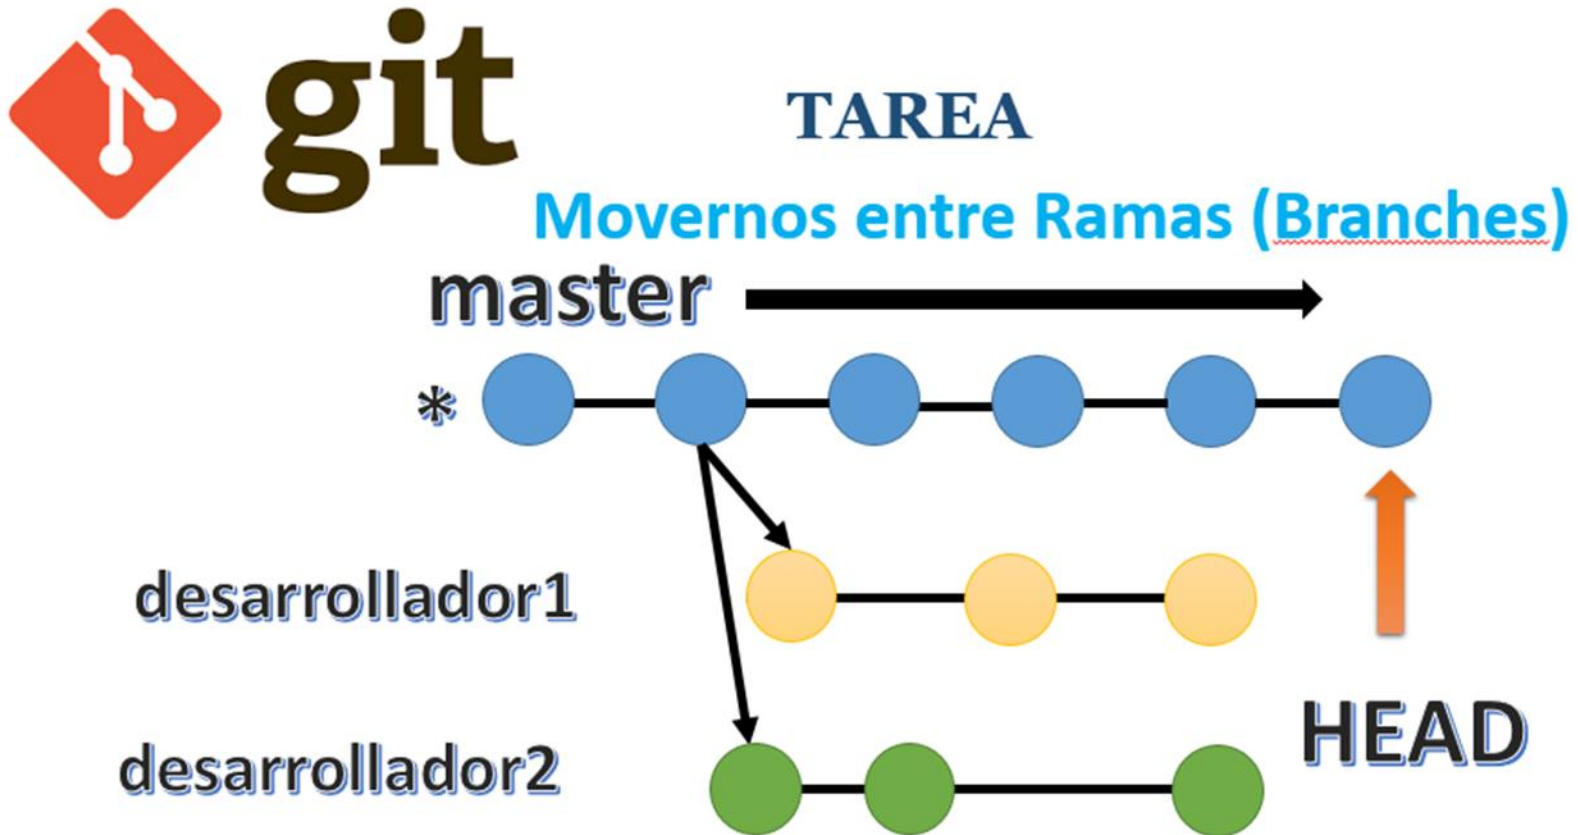 git
TAREA
Movernos entre Ramas (Branches)
master
*
desarrollador1
desarrollador2
HEAD